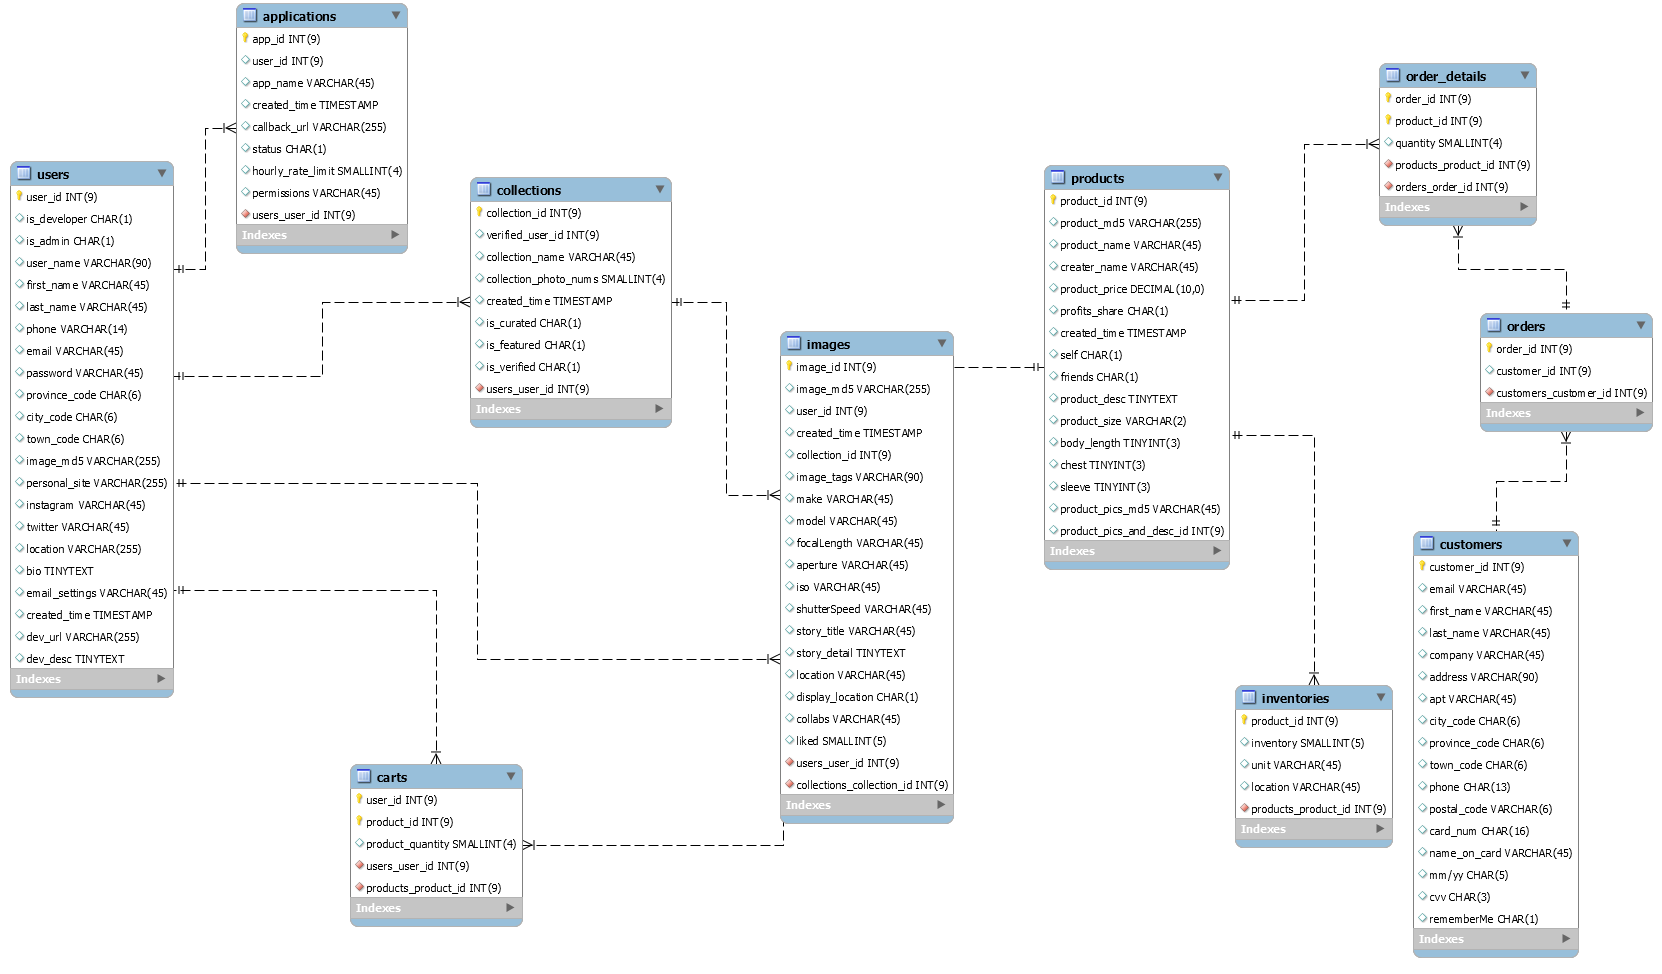 applications
app_id INT(9)
user_id INT(9)
app_name VARCHAR(45)
created_time TIMESTAMP
callback_url VARCHAR(255)
status CHAR(1)
hourly_rate_limit SMALLINT(4)
permissions VARCHAR(45)
users_user_id INT(9)
Indexes
users
user_id INT(9)
is_developer CHAR(1)
is_admin CHAR(1)
user_name VARCHAR(90)
first_name VARCHAR(45)
last_name VARCHAR(45)
phone VARCHAR(14)
email VARCHAR(45)
password VARCHAR(45)
province_code CHAR(6)
city_code CHAR(6)
town_code CHAR(6)
image_md5 VARCHAR(255)
personal_site VARCHAR(255)
instagram VARCHAR(45)
twitter VARCHAR(45)
location VARCHAR(255)
bio TINYTEXT
email_settings VARCHAR(45)
created_time TIMESTAMP
dev_url VARCHAR(255)
dev_desc TINYTEXT
Indexes
collections
collection_id INT(9)
verified_user_id INT(9)
collection_name VARCHAR(45)
collection_photo_nums SMALLINT(4)
created_time TIMESTAMP
is_curated CHAR(1)
is_featured CHAR(1)
is_verified CHAR(1)
users_user_id INT(9)
Indexes
carts
user_id INT(9)
product_id INT(9)
product_quantity SMALLINT(4)
users_user_id INT(9)
products_product_id INT(9)
Indexes
images
image_id INT(9)
image_md5 VARCHAR(255)
user_id INT(9)
created_time TIMESTAMP
collection_id INT(9)
image_tags VARCHAR(90)
make VARCHAR(45)
model VARCHAR(45)
focalLength VARCHAR(45)
aperture VARCHAR(45)
iso VARCHAR(45)
shutterSpeed VARCHAR(45)
story_title VARCHAR(45)
story_detail TINYTEXT
location VARCHAR(45)
display_location CHAR(1)
collabs VARCHAR(45)
liked SMALLINT(5)
users_user_id INT(9)
collections_collection_id INT(9)
Indexes
products
product_id INT(9)
product_md5 VARCHAR(255)
product_name VARCHAR(45)
creater_name VARCHAR(45)
product_price DECIMAL(10,0)
profits_share CHAR(1)
created_time TIMESTAMP
self CHAR(1)
friends CHAR(1)
product_desc TINYTEXT
product_size VARCHAR(2)
body_length TINYINT(3)
chest TINYINT(3)
sleeve TINYINT(3)
product_pics_md5 VARCHAR(45)
product_pics_and_desc_id INT(9)
Indexes
order_details
order_id INT(9)
product_id INT(9)
quantity SMALLINT(4)
products_product_id INT(9)
orders_order_id INT(9)
Indexes
orders
order_id INT(9)
customer_id INT(9)
customers_customer_id INT(9)
Indexes
inventories
product_id INT(9)
inventory SMALLINT(5)
unit VARCHAR(45)
location VARCHAR(45)
products_product_id INT(9)
Indexes
customers
customer_id INT(9)
email VARCHAR(45)
first_name VARCHAR(45)
last_name VARCHAR(45)
company VARCHAR(45)
address VARCHAR(90)
apt VARCHAR(45)
city_code CHAR(6)
province_code CHAR(6)
town_code CHAR(6)
phone CHAR(13)
postal_code VARCHAR(6)
card_num CHAR(16)
name_on_card VARCHAR(45)
mm/yy CHAR(5)
cvv CHAR(3)
rememberMe CHAR(1)
Indexes